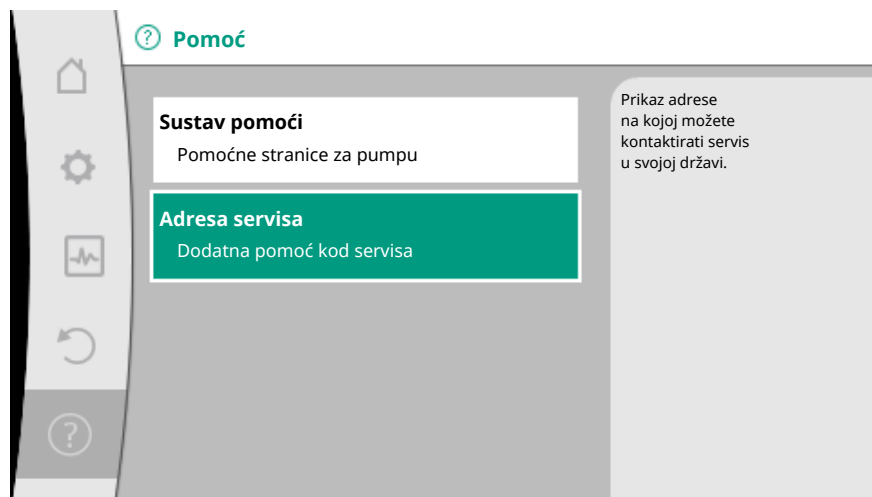 Pomoć
Sustav pomoći
Pomoćne stranice za pumpu
Adresa servisa
Dodatna pomoć kod servisa
Prikaz adrese
na kojoj možete
kontaktirati servis
u svojoj državi.